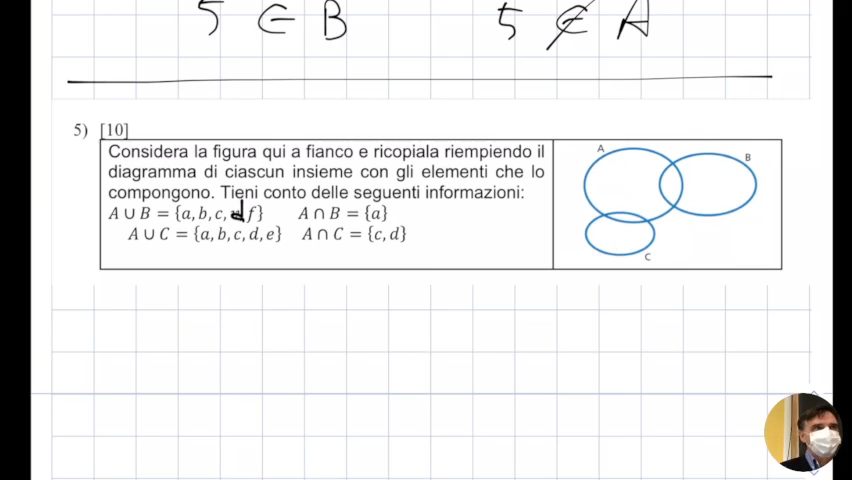 5 ∈ B 5 ∉ A
5) [10]
Considera la figura qui a fianco e ricopiala riempiendo il
diagramma di ciascun insieme con gli elementi che lo
compongono. Tieni conto delle seguenti informazioni:
A ∪ B = {a, b, c, d, f} A ∩ B = {a}
A ∪ C = {a, b, c, d, e} A ∩ C = {c, d}
A
B
C